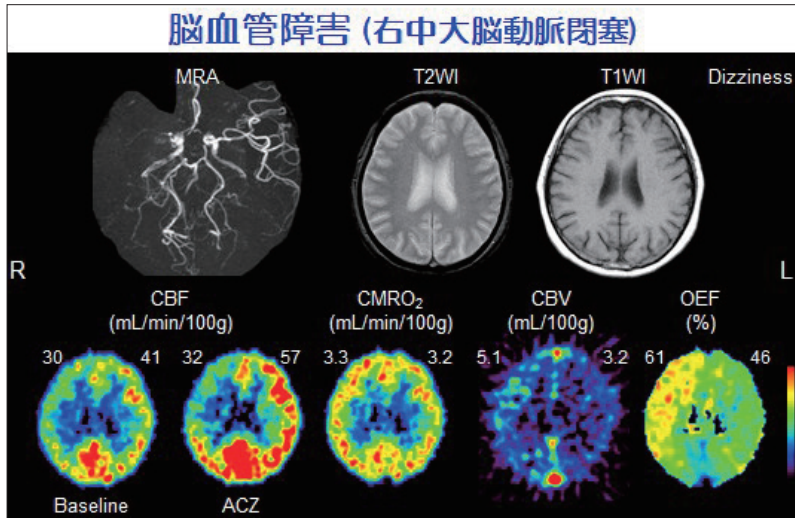 脳血管障害 (右中大脳動脈閉塞)
MRA T2WI T1WI Dizziness
R L
CBF CMRO₂ CBV OEF
(mL/min/100g) (mL/min/100g) (mL/100g) (%)
30 41 32 57 3.3 3.2 5.1 3.2 61 46
Baseline ACZ